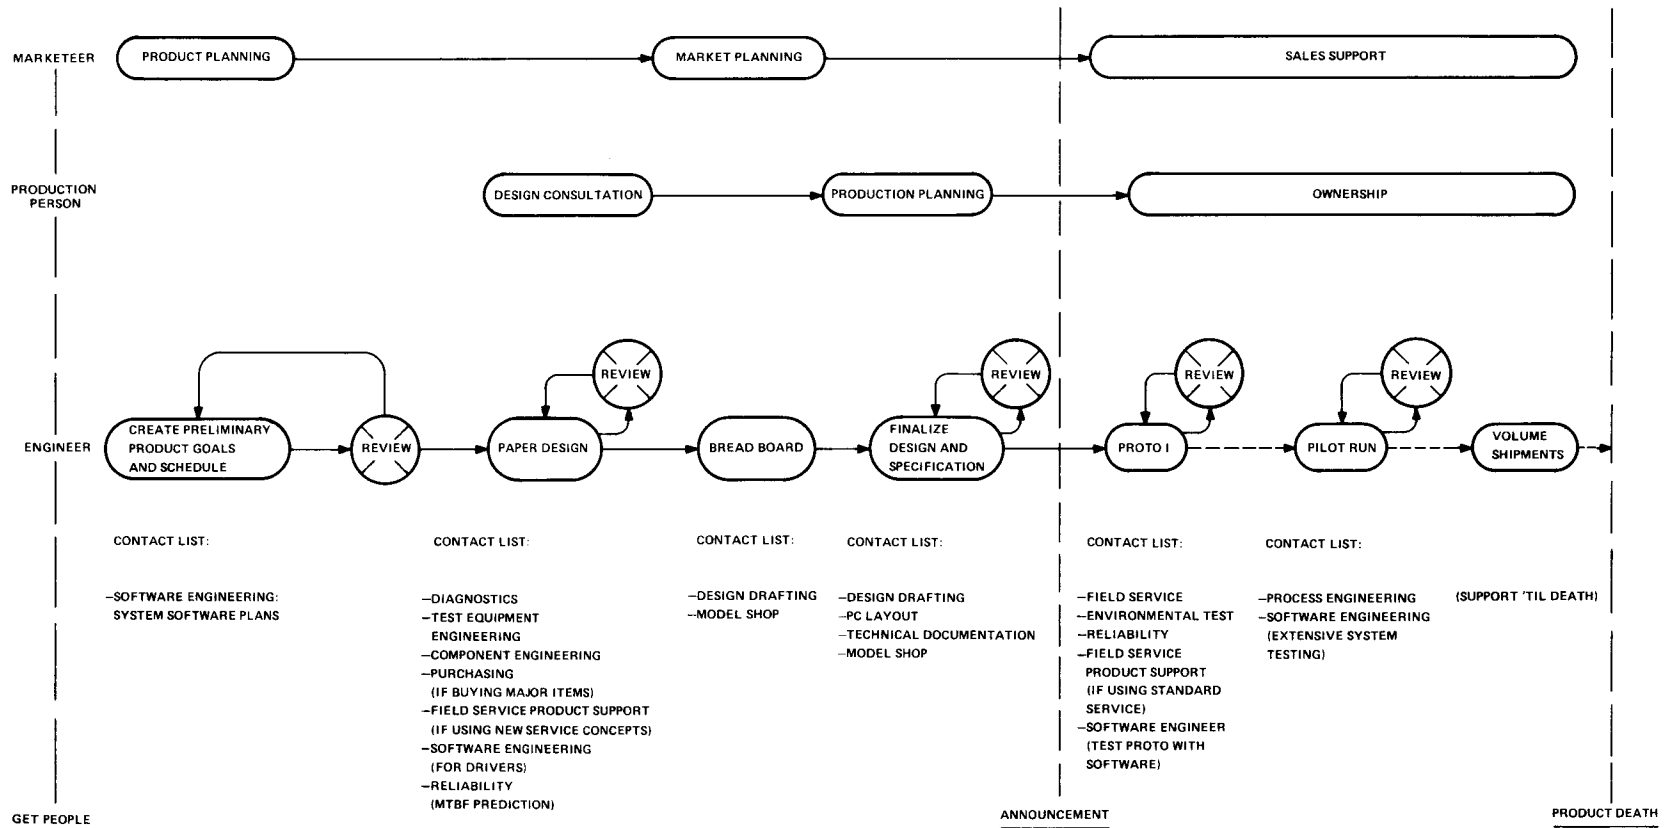 MARKETEER
PRODUCT PLANNING
MARKET PLANNING
SALES SUPPORT
PRODUCTION
PERSON
DESIGN CONSULTATION
PRODUCTION PLANNING
OWNERSHIP
REVIEW
REVIEW
REVIEW
REVIEW
ENGINEER
CREATE PRELIMINARY
PRODUCT GOALS
AND SCHEDULE
REVIEW
PAPER DESIGN
BREAD BOARD
FINALIZE
DESIGN AND
SPECIFICATION
PROTO I
PILOT RUN
VOLUME
SHIPMENTS
CONTACT LIST:
–SOFTWARE ENGINEERING:
SYSTEM SOFTWARE PLANS
CONTACT LIST:
–DIAGNOSTICS
–TEST EQUIPMENT
ENGINEERING
–COMPONENT ENGINEERING
–PURCHASING
(IF BUYING MAJOR ITEMS)
–FIELD SERVICE PRODUCT SUPPORT
(IF USING NEW SERVICE CONCEPTS)
–SOFTWARE ENGINEERING
(FOR DRIVERS)
–RELIABILITY
(MTBF PREDICTION)
CONTACT LIST:
–DESIGN DRAFTING
–MODEL SHOP
CONTACT LIST:
–DESIGN DRAFTING
–PC LAYOUT
–TECHNICAL DOCUMENTATION
–MODEL SHOP
CONTACT LIST:
–FIELD SERVICE
–ENVIRONMENTAL TEST
–RELIABILITY
–FIELD SERVICE
PRODUCT SUPPORT
(IF USING STANDARD
SERVICE)
–SOFTWARE ENGINEER
(TEST PROTO WITH
SOFTWARE)
CONTACT LIST:
–PROCESS ENGINEERING
–SOFTWARE ENGINEERING
(EXTENSIVE SYSTEM
TESTING)
(SUPPORT 'TIL DEATH)
GET PEOPLE
ANNOUNCEMENT
PRODUCT DEATH